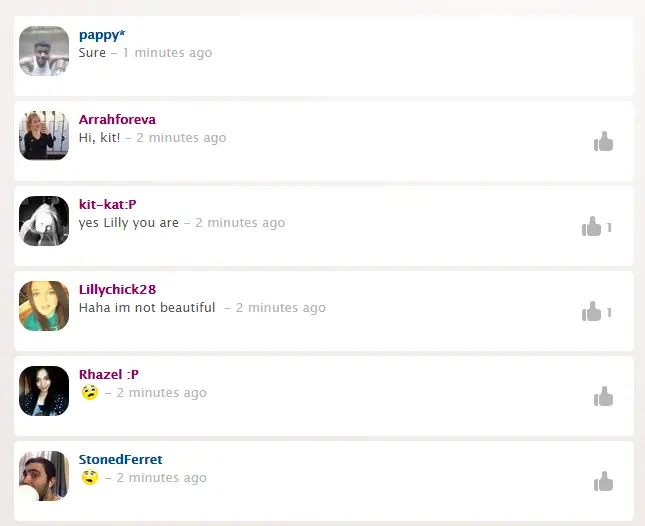 pappy*
Sure - 1 minutes ago
Arrahforeva
Hi, kit! - 2 minutes ago
kit-kat:P
yes Lilly you are - 2 minutes ago
1
Lillychick28
Haha im not beautiful - 2 minutes ago
1
Rhazel :P
- 2 minutes ago
StonedFerret
- 2 minutes ago